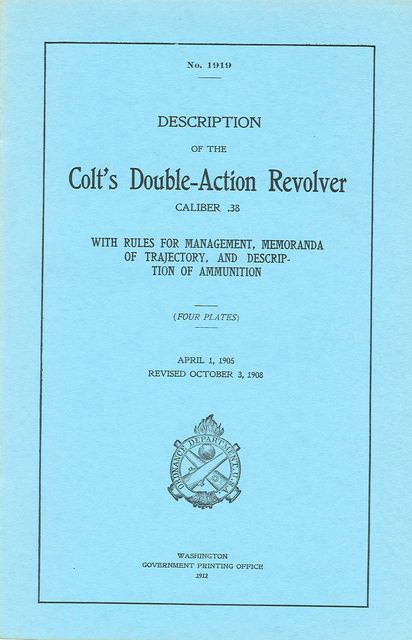 No. 1919
DESCRIPTION
OF THE
Colt's Double-Action Revolver
CALIBER .38
WITH RULES FOR MANAGEMENT, MEMORANDA
OF TRAJECTORY, AND DESCRIP-
TION OF AMMUNITION
(FOUR PLATES)
APRIL 1, 1905
REVISED OCTOBER 3, 1908
ORDNANCE DEPARTMENT U.S.A.
WASHINGTON
GOVERNMENT PRINTING OFFICE
1912